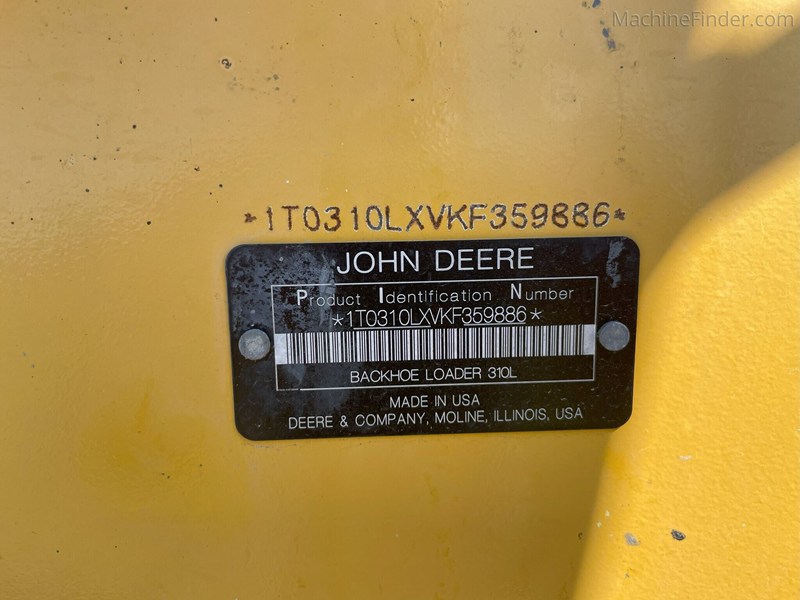 MachineFinder.com
*1T0310LXVKF359886*
JOHN DEERE
Product Identification Number
*1T0310LXVKF359886*
BACKHOE LOADER 310L
MADE IN USA
DEERE & COMPANY, MOLINE, ILLINOIS, USA